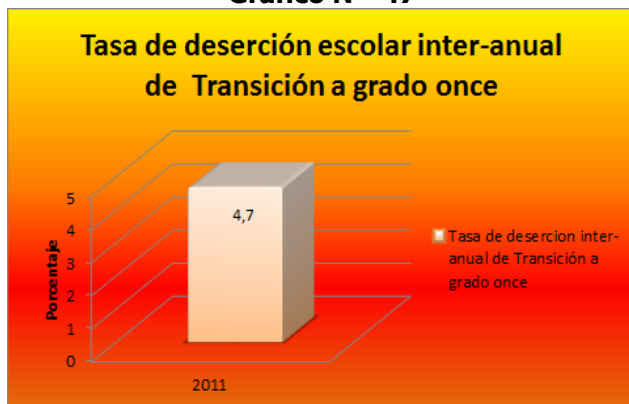 Tasa de deserción escolar inter-anual
de Transición a grado once
5
4
3
2
1
0
Porcentaje
4,7
2011
Tasa de desercion inter-
anual de Transición a
grado once